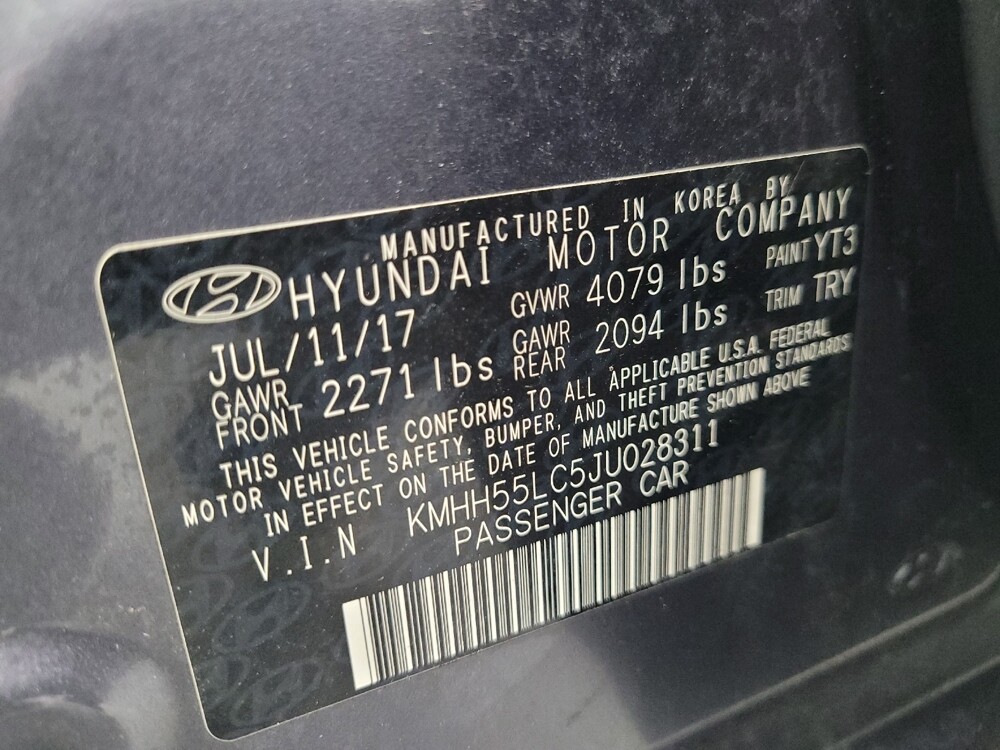 MANUFACTURED IN KOREA BY
HYUNDAI MOTOR COMPANY
JUL/11/17 GVWR 4079 lbs PAINT YT3
GAWR FRONT 2271 lbs GAWR REAR 2094 lbs TRIM TRY
THIS VEHICLE CONFORMS TO ALL APPLICABLE U.S.A. FEDERAL
MOTOR VEHICLE SAFETY, BUMPER, AND THEFT PREVENTION STANDARDS
IN EFFECT ON THE DATE OF MANUFACTURE SHOWN ABOVE
V.I.N KMHH55LC5JU028311
PASSENGER CAR